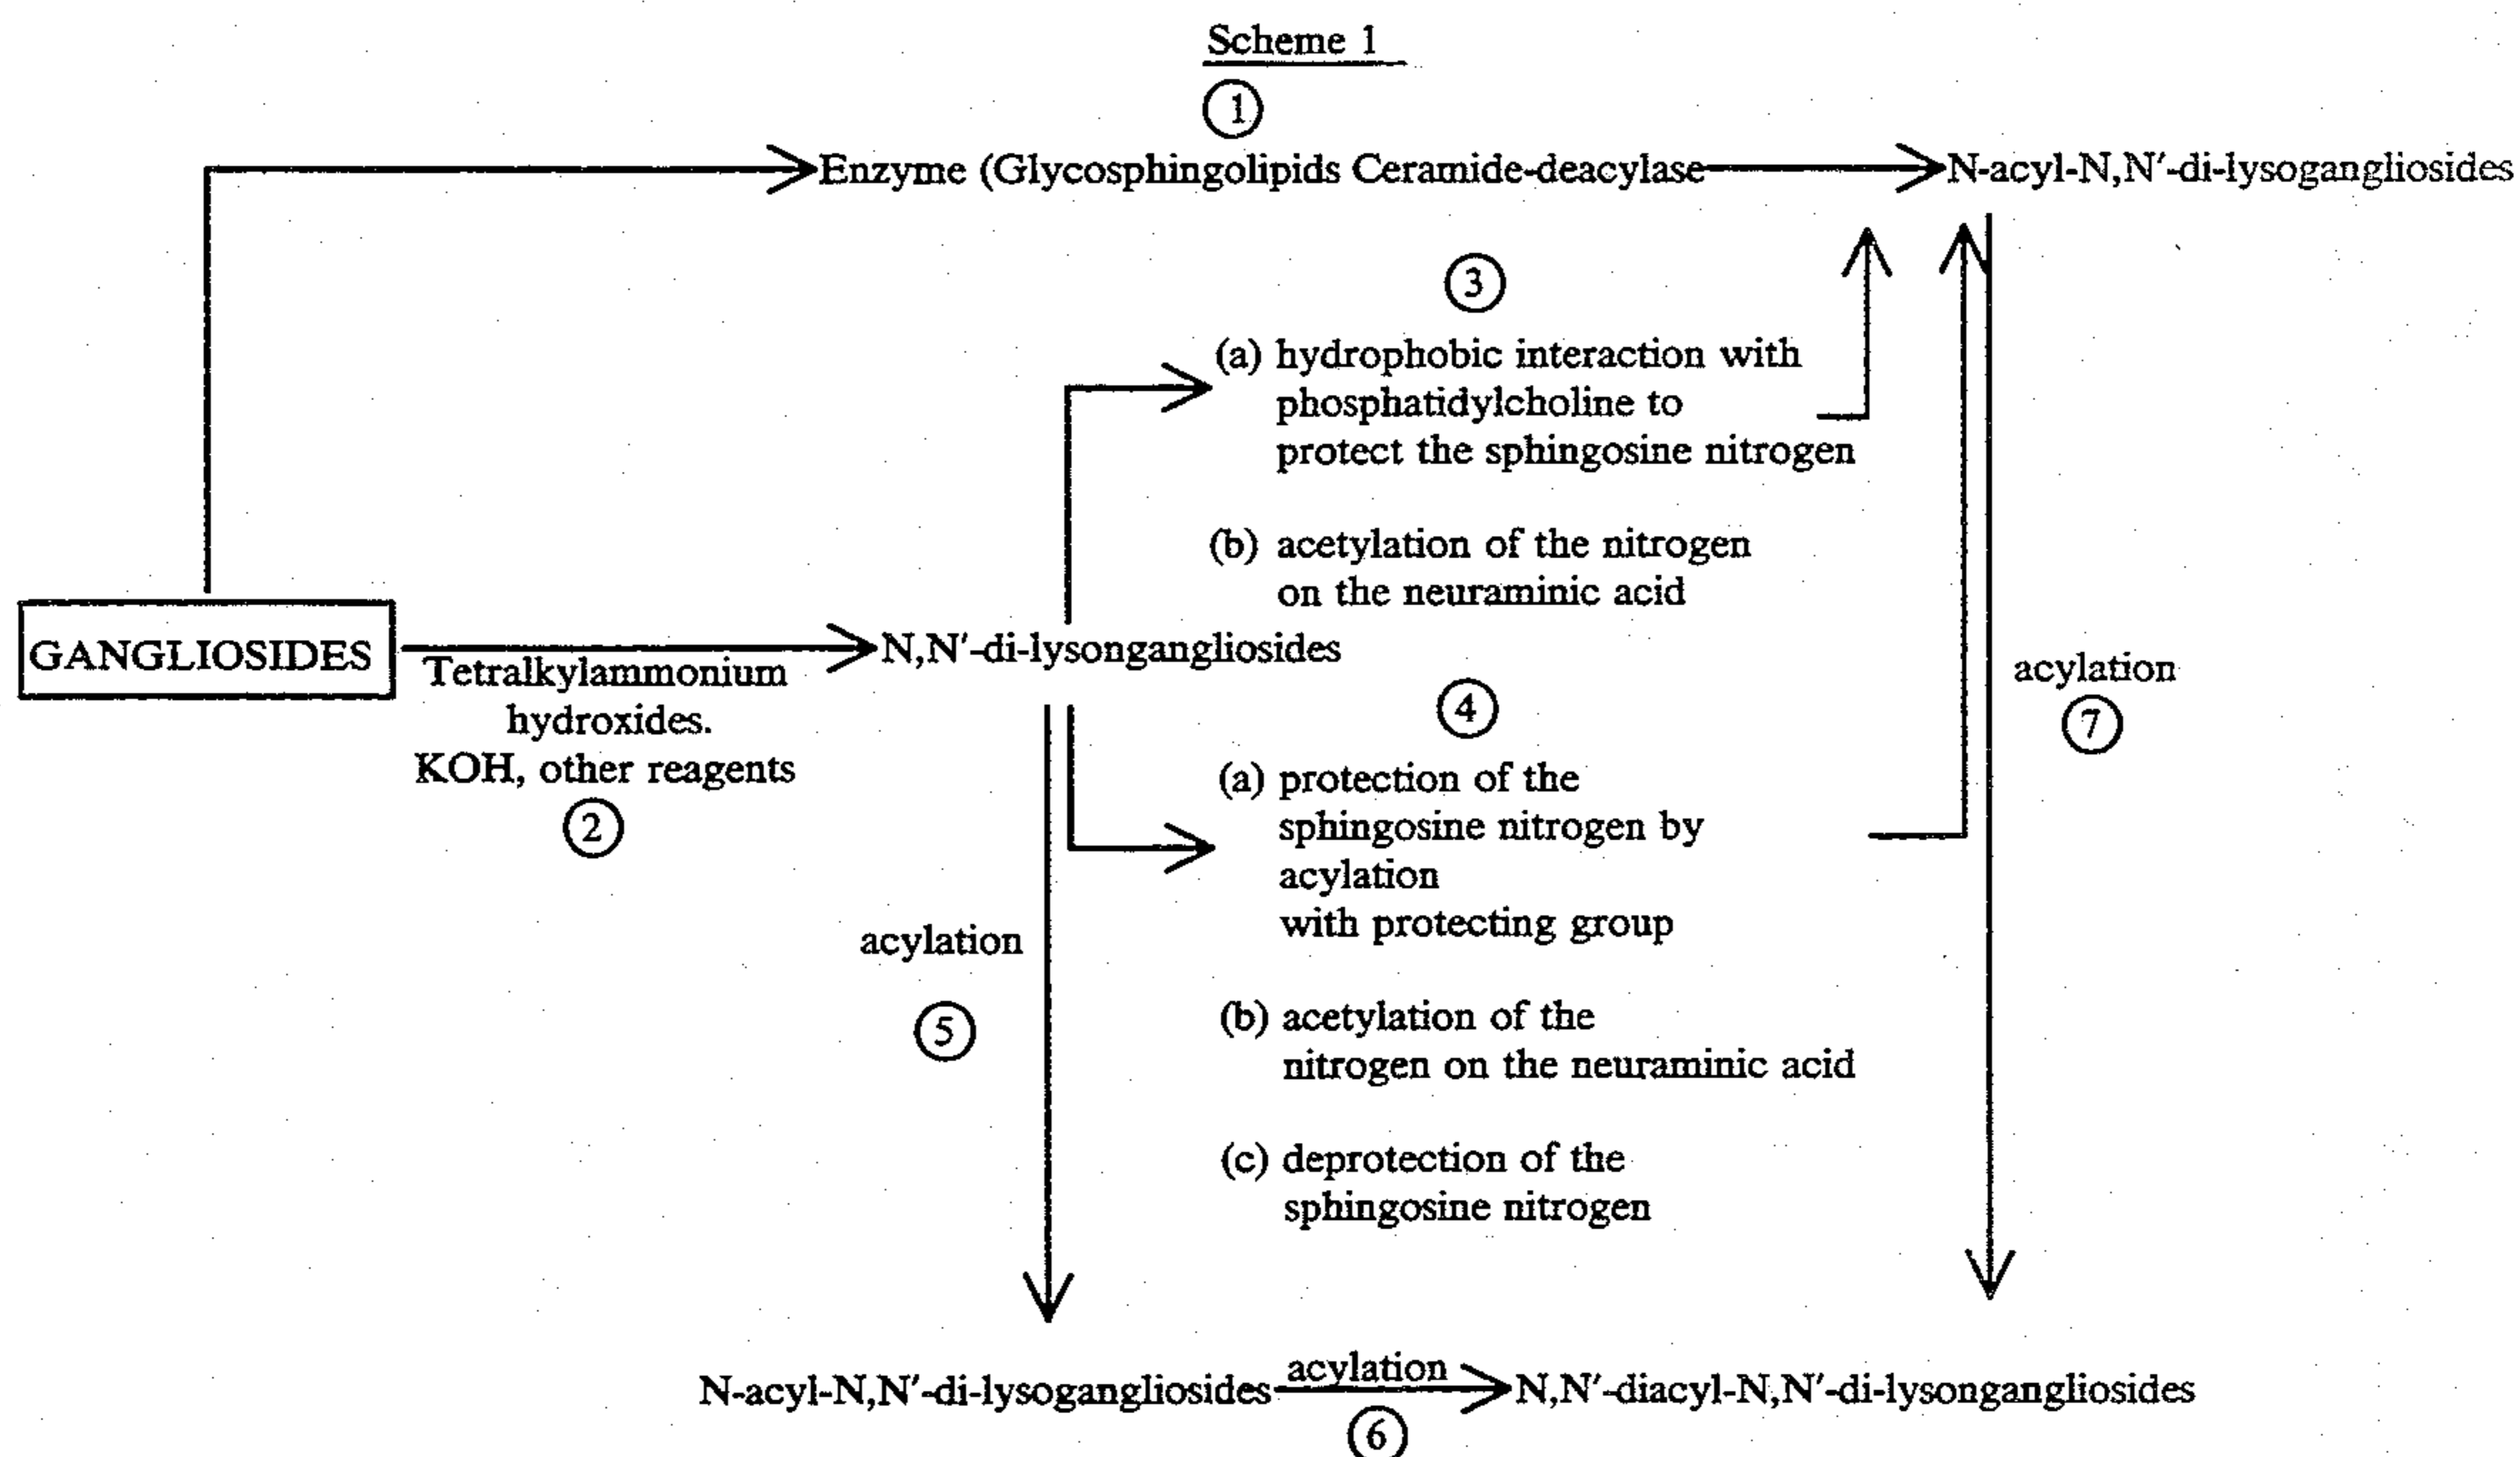 Scheme 1
1
Enzyme (Glycosphingolipids Ceramide-deacylase
N-acyl-N,N'-di-lysogangliosides
3
(a) hydrophobic interaction with
phosphatidylcholine to
protect the sphingosine nitrogen
(b) acetylation of the nitrogen
on the neuraminic acid
GANGLIOSIDES
Tetralkylammonium
hydroxides.
KOH, other reagents
2
N,N'-di-lysongangliosides
4
(a) protection of the
sphingosine nitrogen by
acylation
with protecting group
(b) acetylation of the
nitrogen on the neuraminic acid
(c) deprotection of the
sphingosine nitrogen
acylation
5
acylation
7
N-acyl-N,N'-di-lysogangliosides
acylation
6
N,N'-diacyl-N,N'-di-lysongangliosides